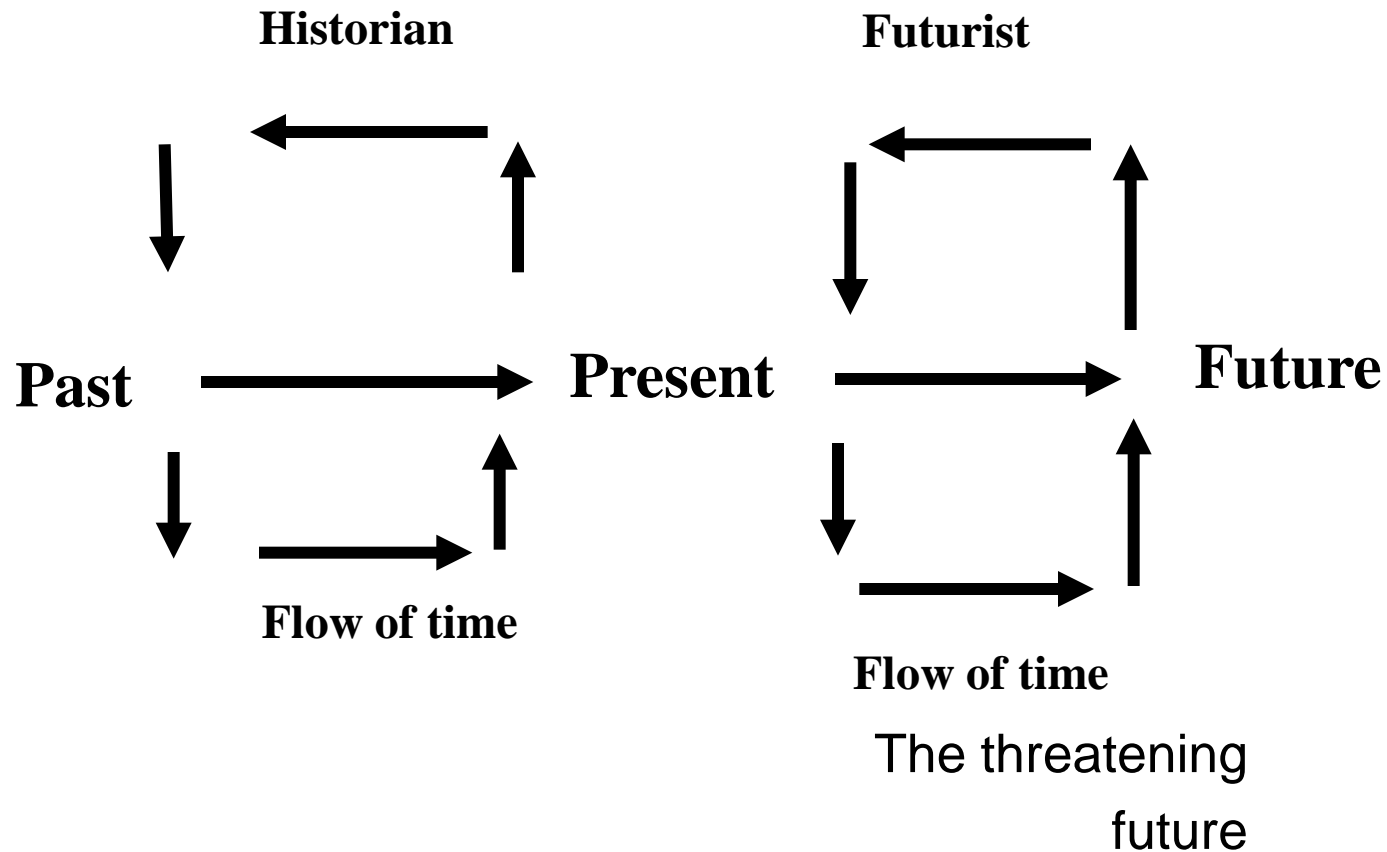 Historian
Futurist
Past
Present
Future
Flow of time
Flow of time
The threatening
future